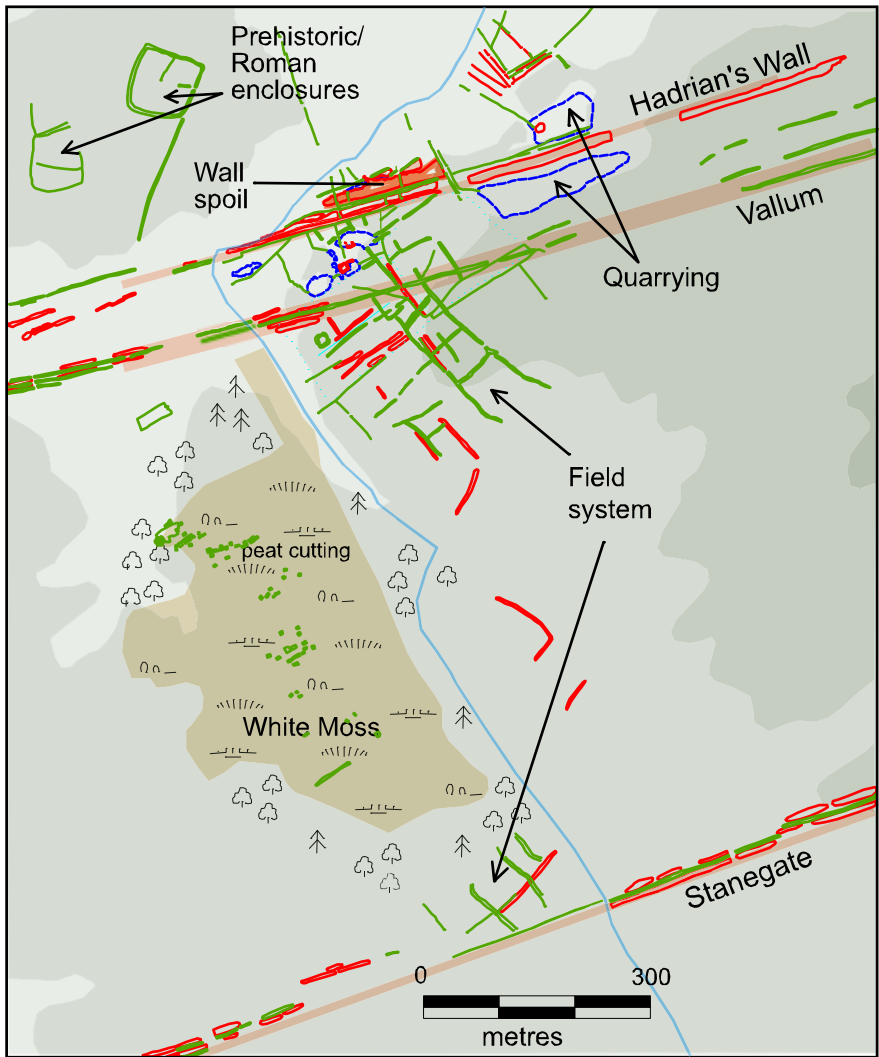 Prehistoric/
Roman
enclosures
Hadrian's Wall
Wall
spoil
Vallum
Quarrying
Field
system
peat cutting
White Moss
Stanegate
0
300
metres